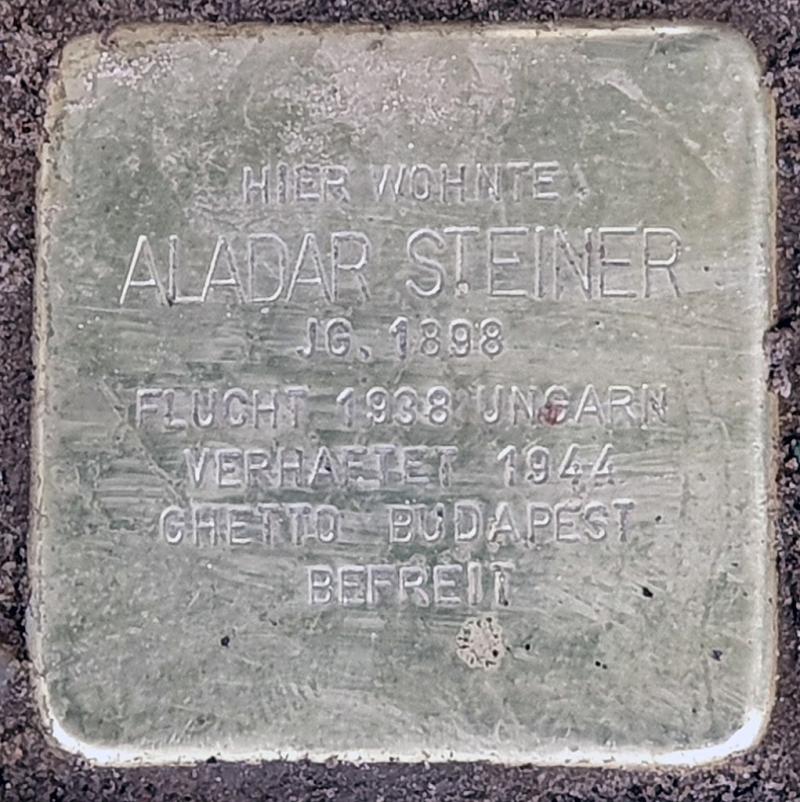 HIER WOHNTE
ALADAR STEINER
JG. 1898
FLUCHT 1938 UNGARN
VERHAFTET 1944
GHETTO BUDAPEST
BEFREIT